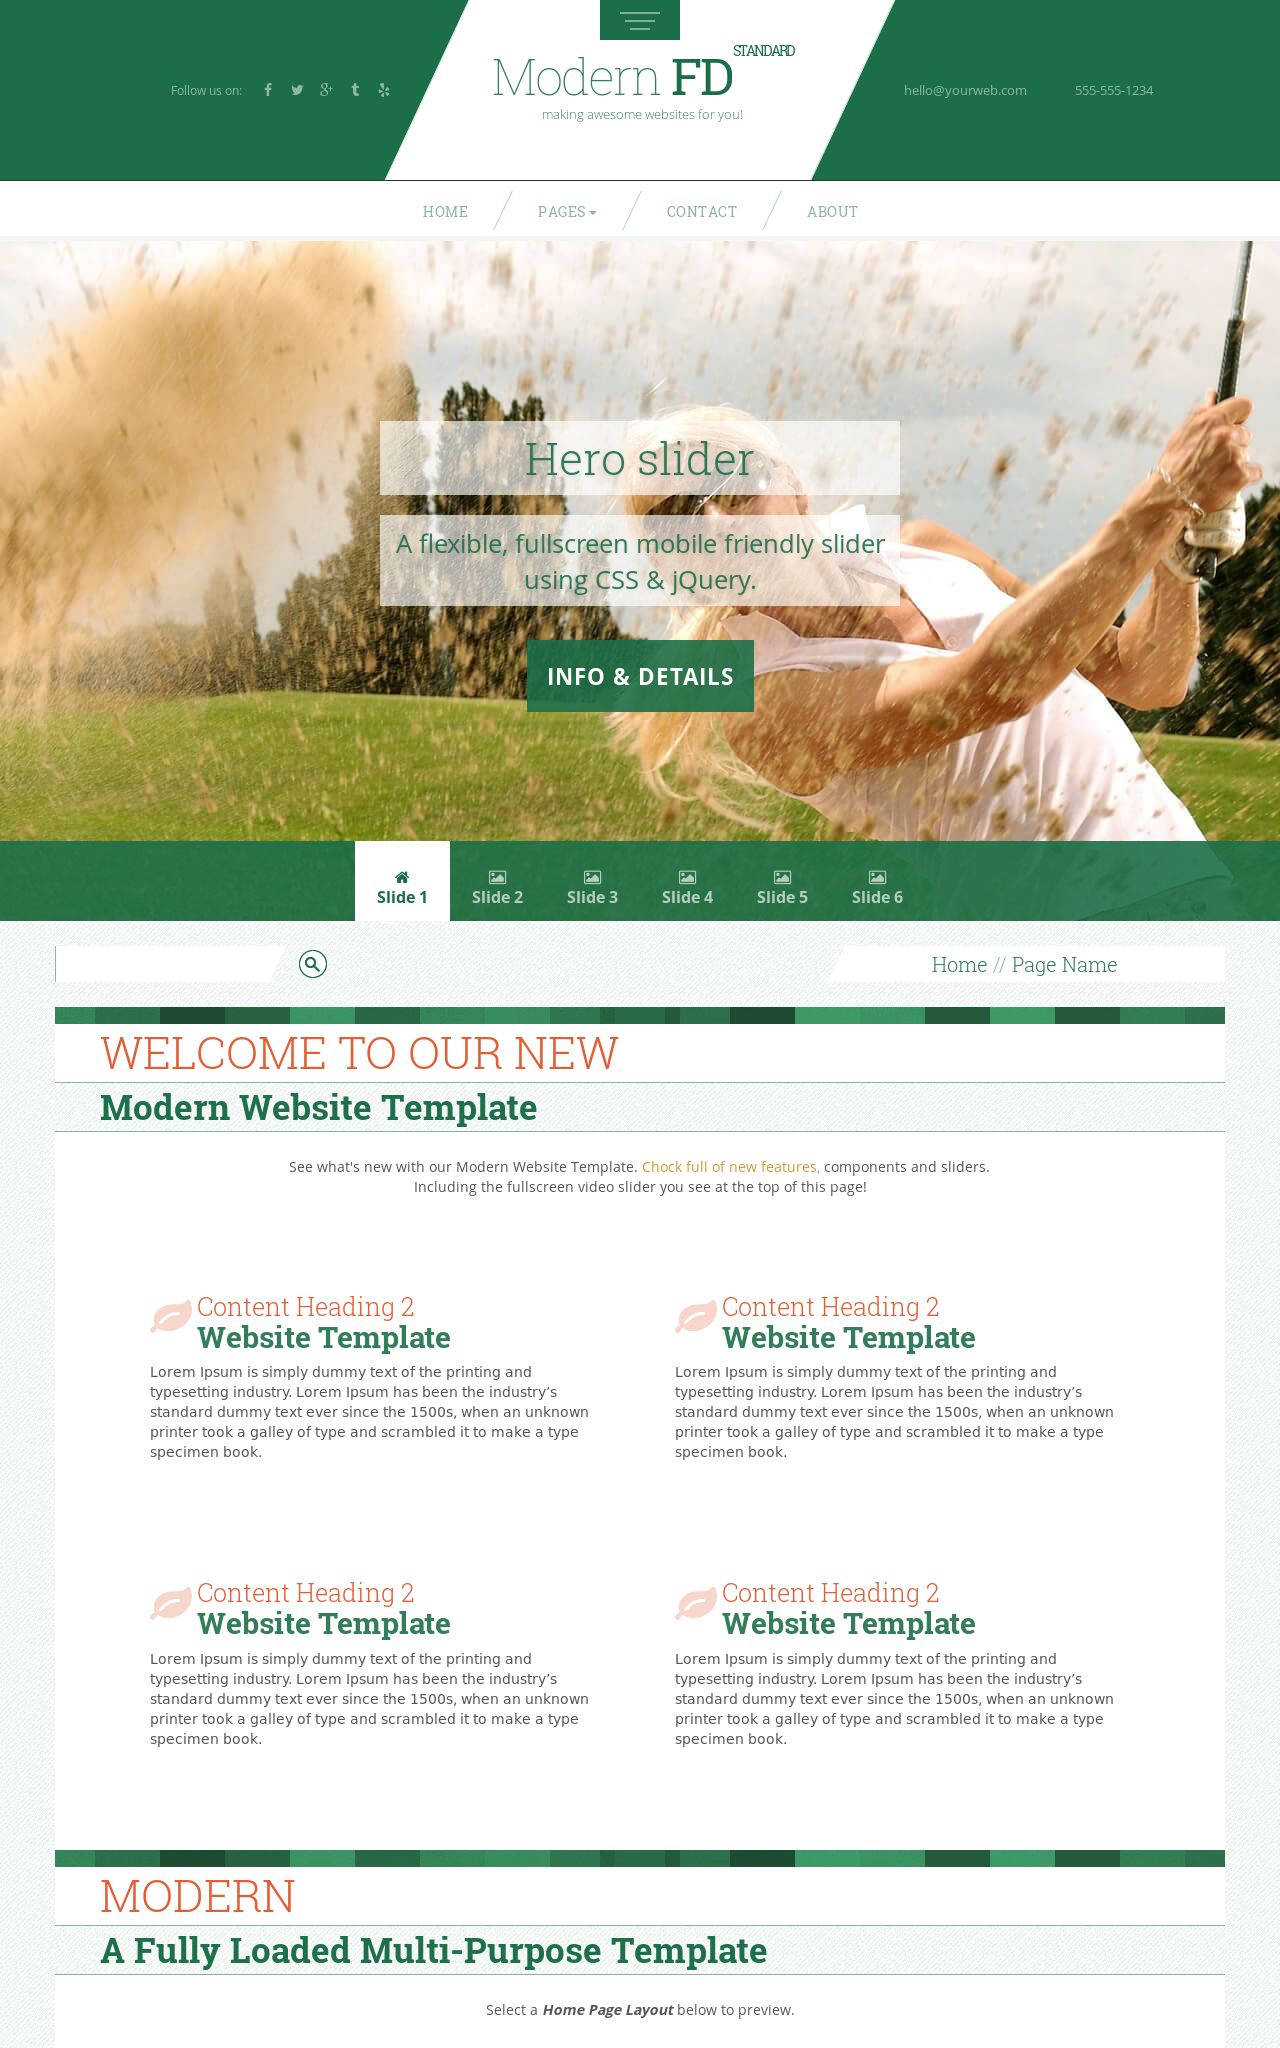 STANDARD
Modern FD
making awesome websites for you!
Follow us on:
hello@yourweb.com
555-555-1234
HOME
PAGES
CONTACT
ABOUT
Hero slider
A flexible, fullscreen mobile friendly slider
using CSS & jQuery.
INFO & DETAILS
Slide 1
Slide 2
Slide 3
Slide 4
Slide 5
Slide 6
Home // Page Name
WELCOME TO OUR NEW
Modern Website Template
See what's new with our Modern Website Template. Chock full of new features, components and sliders.
Including the fullscreen video slider you see at the top of this page!
Content Heading 2
Website Template
Lorem Ipsum is simply dummy text of the printing and
typesetting industry. Lorem Ipsum has been the industry’s
standard dummy text ever since the 1500s, when an unknown
printer took a galley of type and scrambled it to make a type
specimen book.
Content Heading 2
Website Template
Lorem Ipsum is simply dummy text of the printing and
typesetting industry. Lorem Ipsum has been the industry’s
standard dummy text ever since the 1500s, when an unknown
printer took a galley of type and scrambled it to make a type
specimen book.
Content Heading 2
Website Template
Lorem Ipsum is simply dummy text of the printing and
typesetting industry. Lorem Ipsum has been the industry’s
standard dummy text ever since the 1500s, when an unknown
printer took a galley of type and scrambled it to make a type
specimen book.
Content Heading 2
Website Template
Lorem Ipsum is simply dummy text of the printing and
typesetting industry. Lorem Ipsum has been the industry’s
standard dummy text ever since the 1500s, when an unknown
printer took a galley of type and scrambled it to make a type
specimen book.
MODERN
A Fully Loaded Multi-Purpose Template
Select a Home Page Layout below to preview.